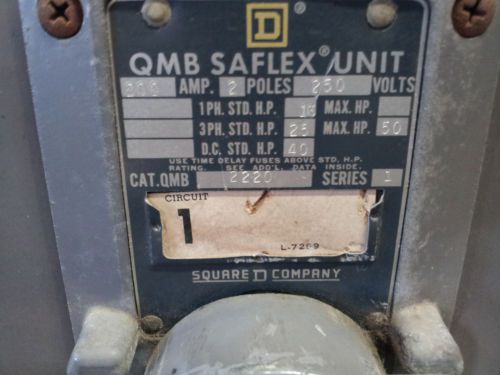 D
QMB SAFLEX® UNIT
200 AMP. 2 POLES 250 VOLTS
1 PH. STD. H.P. MAX. HP.
3 PH. STD. H.P. 25 MAX. HP. 50
D.C. STD. H.P. 40
USE TIME DELAY FUSES ABOVE STD. H.P.
RATING. SEE ADD'L. DATA INSIDE.
CAT. QMB 2220 SERIES 1
CIRCUIT
1
L-7269
SQUARE D COMPANY